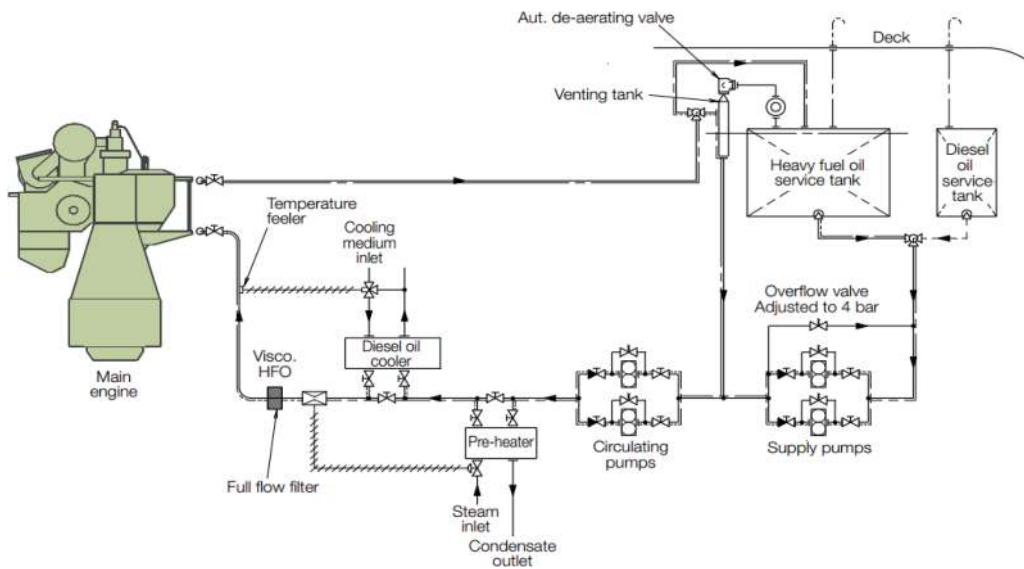 Aut. de-aerating valve
Deck
Venting tank
Heavy fuel oil
service tank
Diesel
oil
service
tank
Temperature
feeler
Cooling
medium
inlet
Overflow valve
Adjusted to 4 bar
Diesel oil
cooler
Visco.
HFO
Main
engine
Pre-heater
Circulating
pumps
Supply pumps
Full flow filter
Steam
inlet
Condensate
outlet